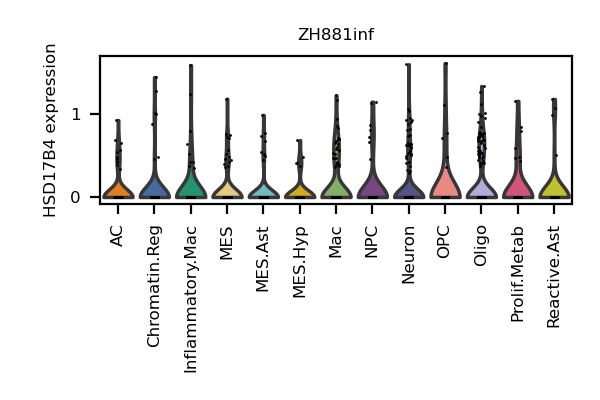 ZH881inf
HSD17B4 expression
1
0
AC
Chromatin.Reg
Inflammatory.Mac
MES
MES.Ast
MES.Hyp
Mac
NPC
Neuron
OPC
Oligo
Prolif.Metab
Reactive.Ast